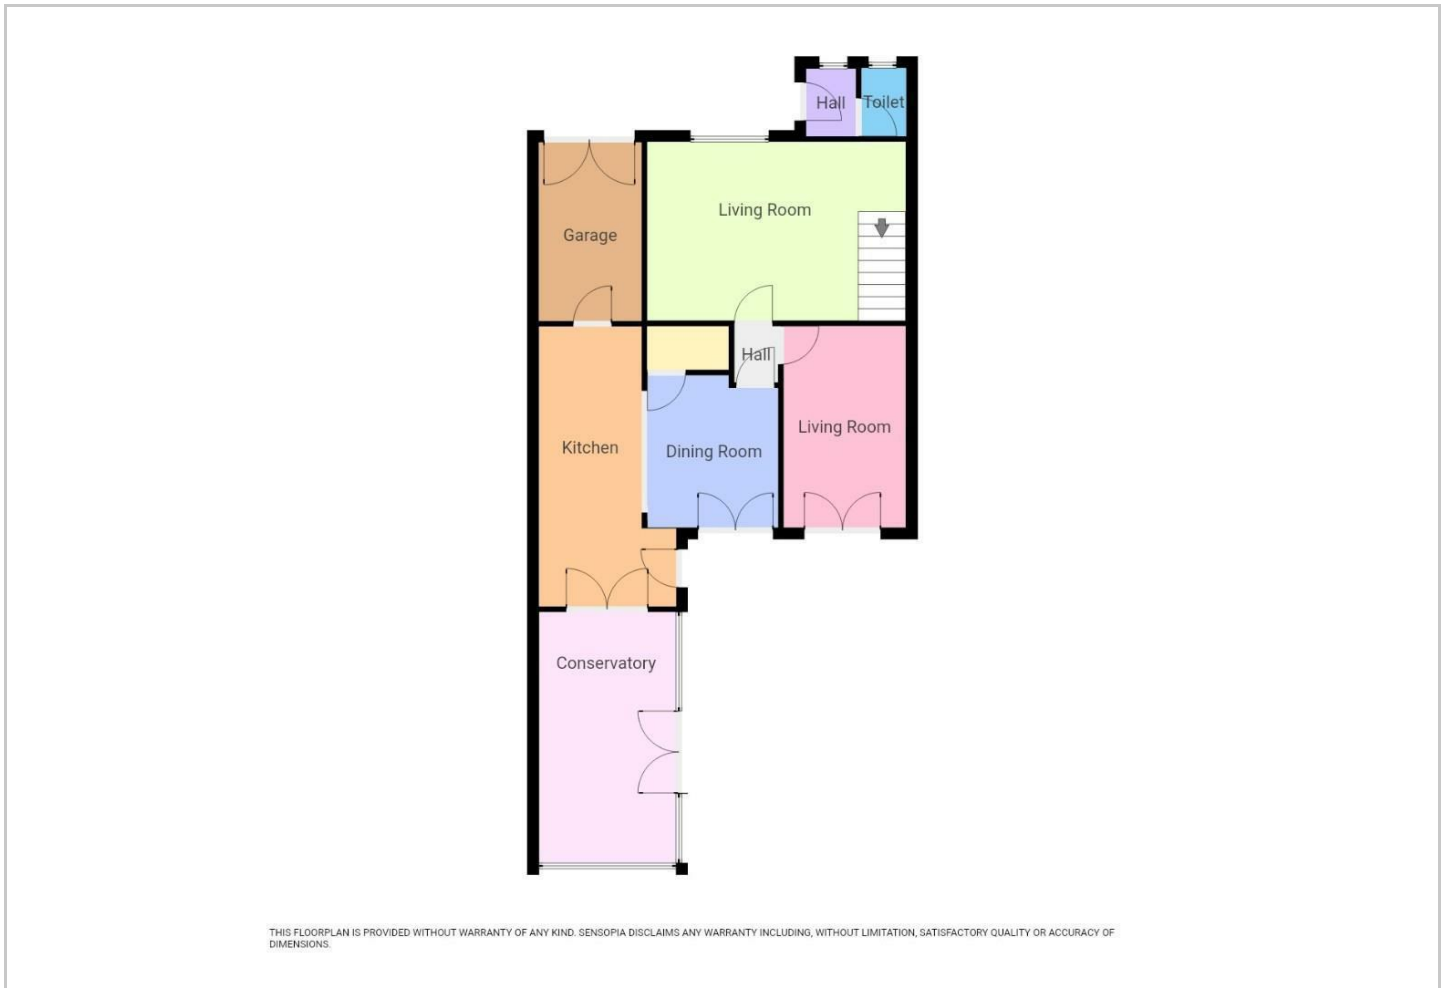 Hall
Toilet
Living Room
Garage
Hall
Living Room
Kitchen
Dining Room
Conservatory
THIS FLOORPLAN IS PROVIDED WITHOUT WARRANTY OF ANY KIND. SENSOPIA DISCLAIMS ANY WARRANTY INCLUDING, WITHOUT LIMITATION, SATISFACTORY QUALITY OR ACCURACY OF
DIMENSIONS.